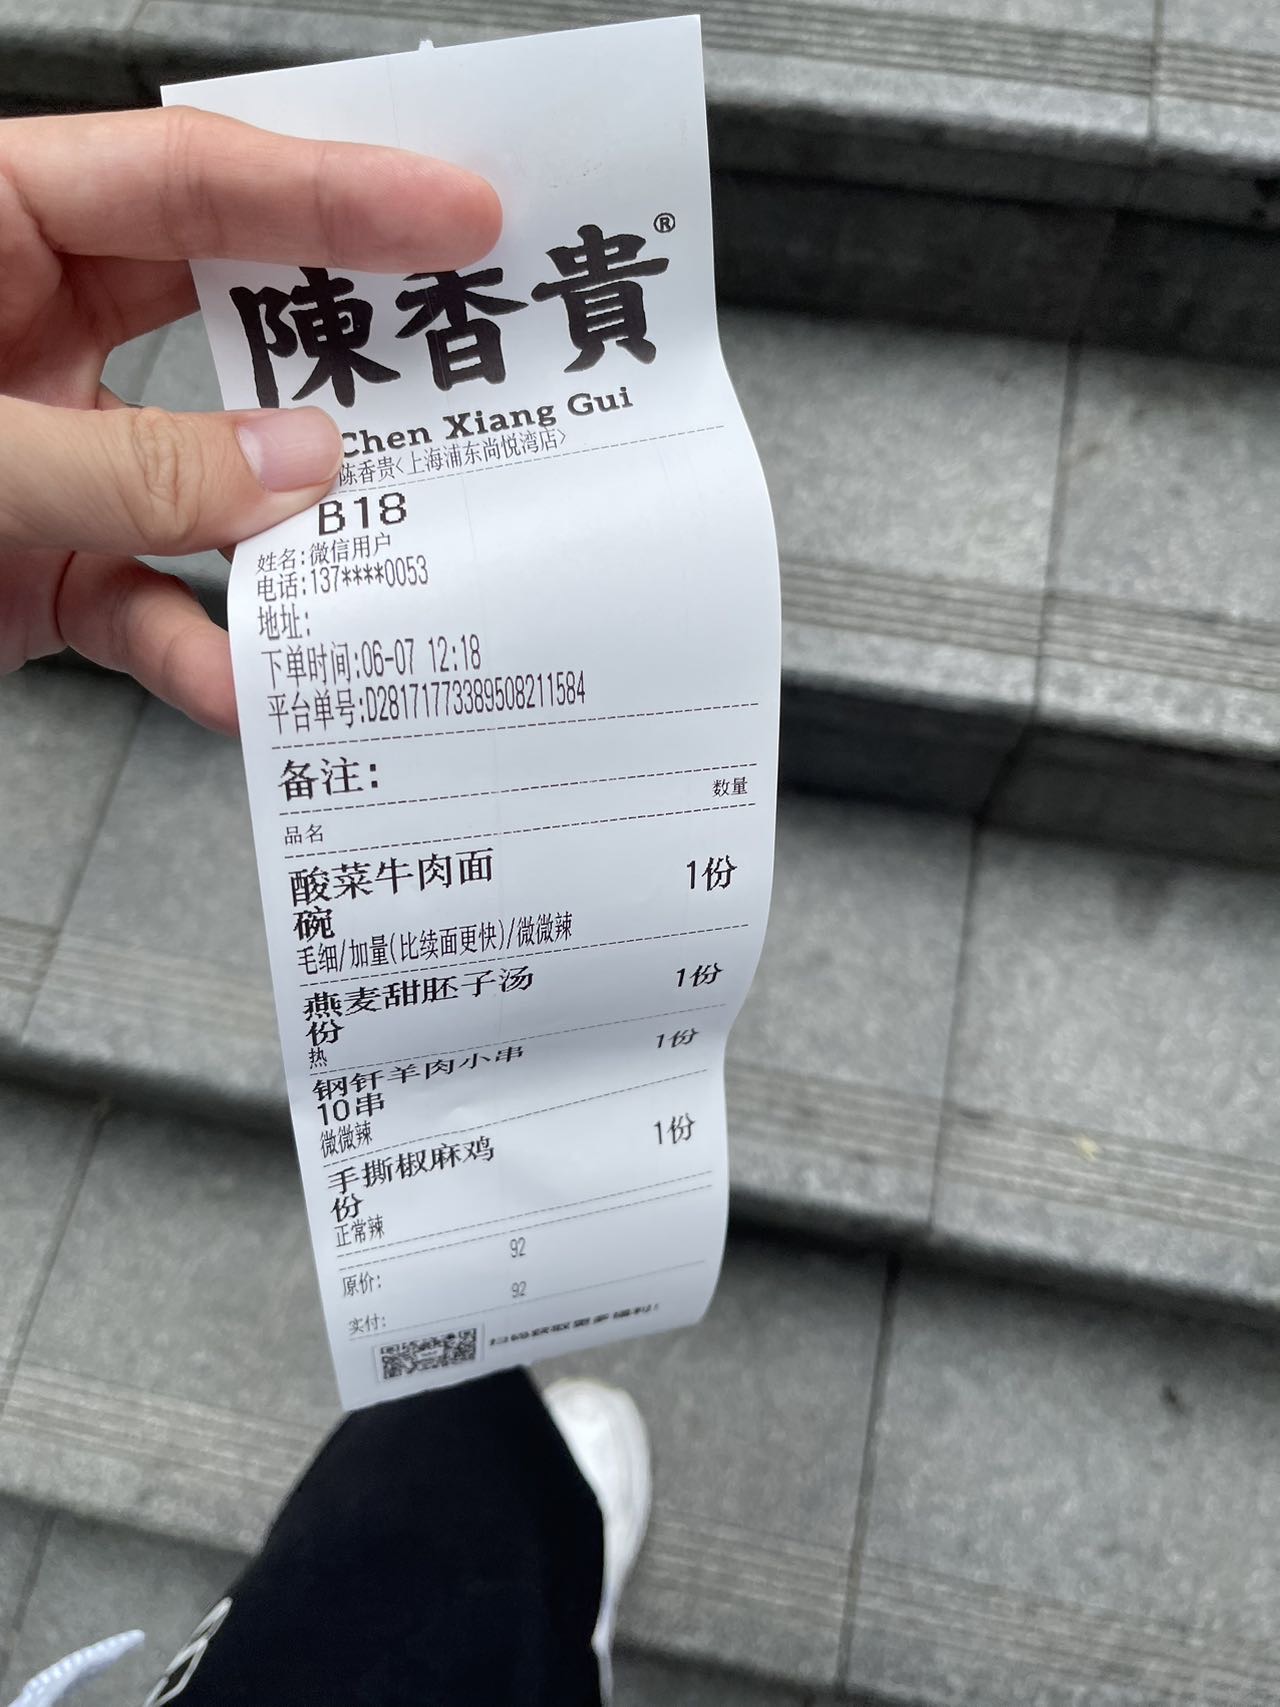 陳香貴®
Chen Xiang Gui
陈香贵<上海浦东尚悦湾店>
B18
姓名:微信用户
电话:137****0053
地址:
下单时间:06-07 12:18
平台单号:D28171773389508211584
备注:
品名 数量
酸菜牛肉面 1份
碗
毛细/加量(比续面更快)/微微辣
燕麦甜胚子汤 1份
份
热
钢钎羊肉小串 1份
10串
微微辣
手撕椒麻鸡 1份
份
正常辣
原价: 92
实付: 92